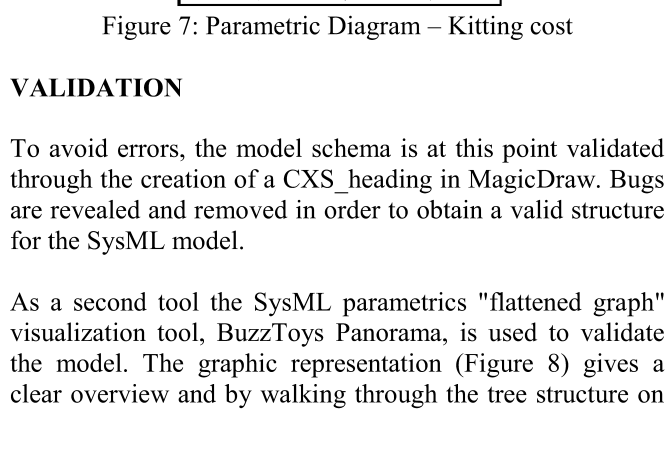 Figure 7: Parametric Diagram – Kitting cost
VALIDATION
To avoid errors, the model schema is at this point validated
through the creation of a CXS_heading in MagicDraw. Bugs
are revealed and removed in order to obtain a valid structure
for the SysML model.
As a second tool the SysML parametrics "flattened graph"
visualization tool, BuzzToys Panorama, is used to validate
the model. The graphic representation (Figure 8) gives a
clear overview and by walking through the tree structure on